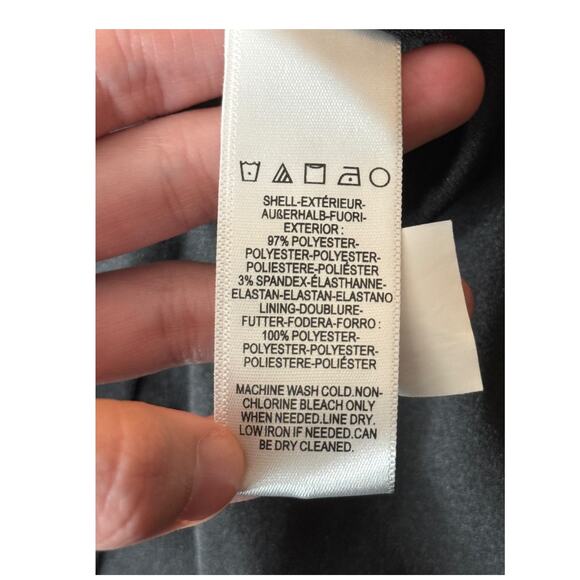 SHELL-EXTÉRIEUR-
AUßERHALB-FUORI-
EXTERIOR :
97% POLYESTER-
POLYESTER-POLYESTER-
POLIESTERE-POLIÉSTER
3% SPANDEX-ÉLASTHANNE-
ELASTAN-ELASTAN-ELASTANO
LINING-DOUBLURE-
FUTTER-FODERA-FORRO :
100% POLYESTER-
POLYESTER-POLYESTER-
POLIESTERE-POLIÉSTER
MACHINE WASH COLD.NON-
CHLORINE BLEACH ONLY
WHEN NEEDED.LINE DRY.
LOW IRON IF NEEDED.CAN
BE DRY CLEANED.